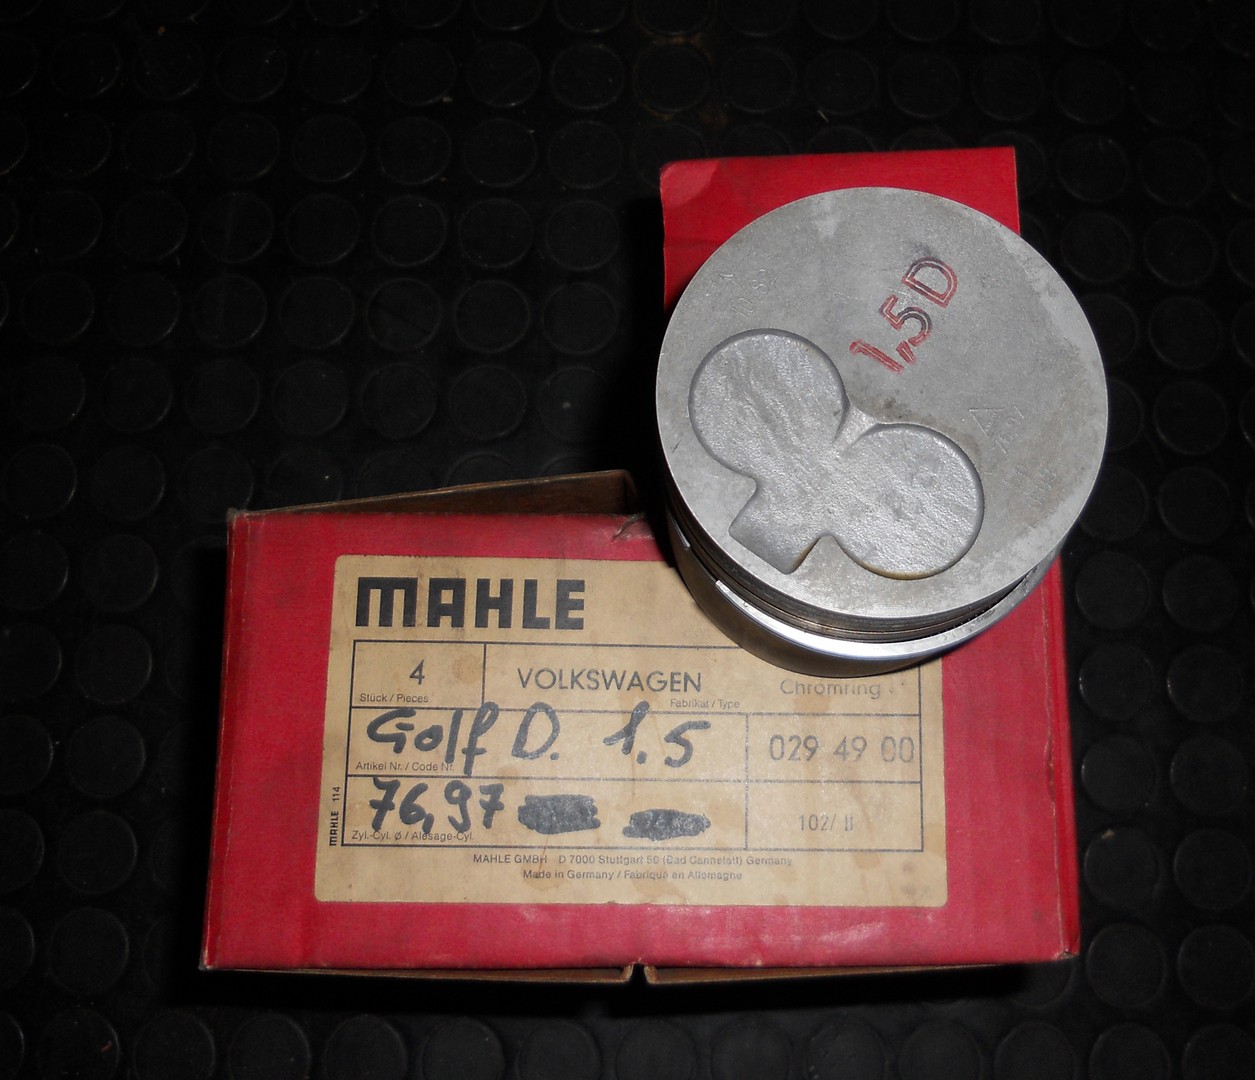 1,5D
MAHLE
4
VOLKSWAGEN
Chromring
Stück / Pieces
Fabrikat / Type
Golf D. 1.5
029 49 00
Artikel Nr. / Code Nr.
76,97
102/ II
Zyl.-Cyl. Ø / Alésage-Cyl.
MAHLE 114
MAHLE GMBH D 7000 Stuttgart 50 (Bad Cannstatt) Germany
Made in Germany / Fabriqué en Allemagne